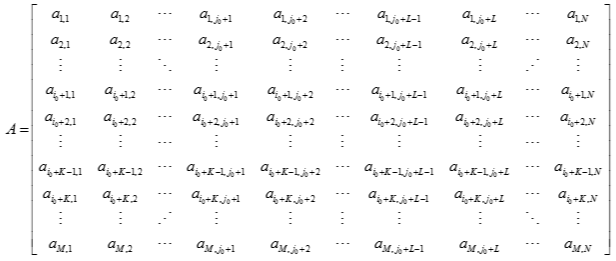 a_{1,1} a_{1,2} ⋯ a_{1,j_0+1} a_{1,j_0+2} ⋯ a_{1,j_0+L-1} a_{1,j_0+L} ⋯ a_{1,N}
a_{2,1} a_{2,2} ⋯ a_{2,j_0+1} a_{2,j_0+2} ⋯ a_{2,j_0+L-1} a_{2,j_0+L} ⋯ a_{2,N}
⋮ ⋮ ⋱ ⋮ ⋮ ⋮ ⋮ ⋮ ⋰ ⋮
a_{i_0+1,1} a_{i_0+1,2} ⋯ a_{i_0+1,j_0+1} a_{i_0+1,j_0+2} ⋯ a_{i_0+1,j_0+L-1} a_{i_0+1,j_0+L} ⋯ a_{i_0+1,N}
a_{i_0+2,1} a_{i_0+2,2} ⋯ a_{i_0+2,j_0+1} a_{i_0+2,j_0+2} ⋯ a_{i_0+2,j_0+L-1} a_{i_0+2,j_0+L} ⋯ a_{i_0+2,N}
A = ⋮ ⋮ ⋯ ⋮ ⋮ ⋮ ⋮ ⋮ ⋯ ⋮
a_{i_0+K-1,1} a_{i_0+K-1,2} ⋯ a_{i_0+K-1,j_0+1} a_{i_0+K-1,j_0+2} ⋯ a_{i_0+K-1,j_0+L-1} a_{i_0+K-1,j_0+L} ⋯ a_{i_0+K-1,N}
a_{i_0+K,1} a_{i_0+K,2} ⋯ a_{i_0+K,j_0+1} a_{i_0+K,j_0+2} ⋯ a_{i_0+K,j_0+L-1} a_{i_0+K,j_0+L} ⋯ a_{i_0+K,N}
⋮ ⋮ ⋰ ⋮ ⋮ ⋮ ⋮ ⋮ ⋱ ⋮
a_{M,1} a_{M,2} ⋯ a_{M,j_0+1} a_{M,j_0+2} ⋯ a_{M,j_0+L-1} a_{M,j_0+L} ⋯ a_{M,N}